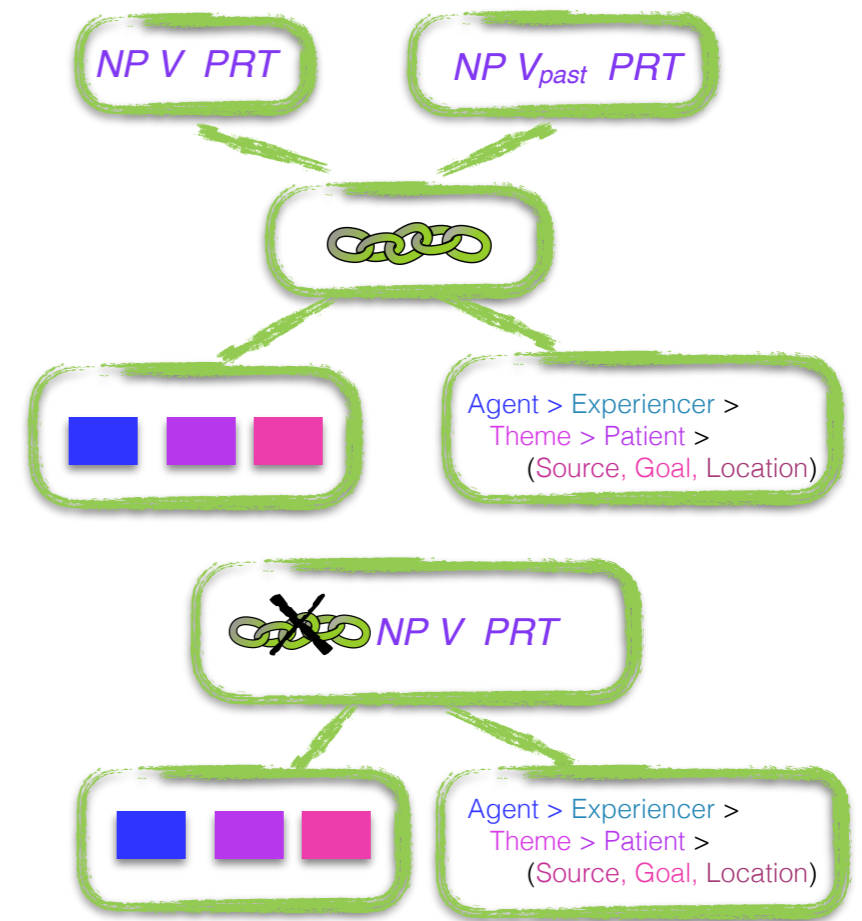 NP V PRT
NP Vpast PRT
Agent > Experiencer >
Theme > Patient >
(Source, Goal, Location)
NP V PRT
Agent > Experiencer >
Theme > Patient >
(Source, Goal, Location)